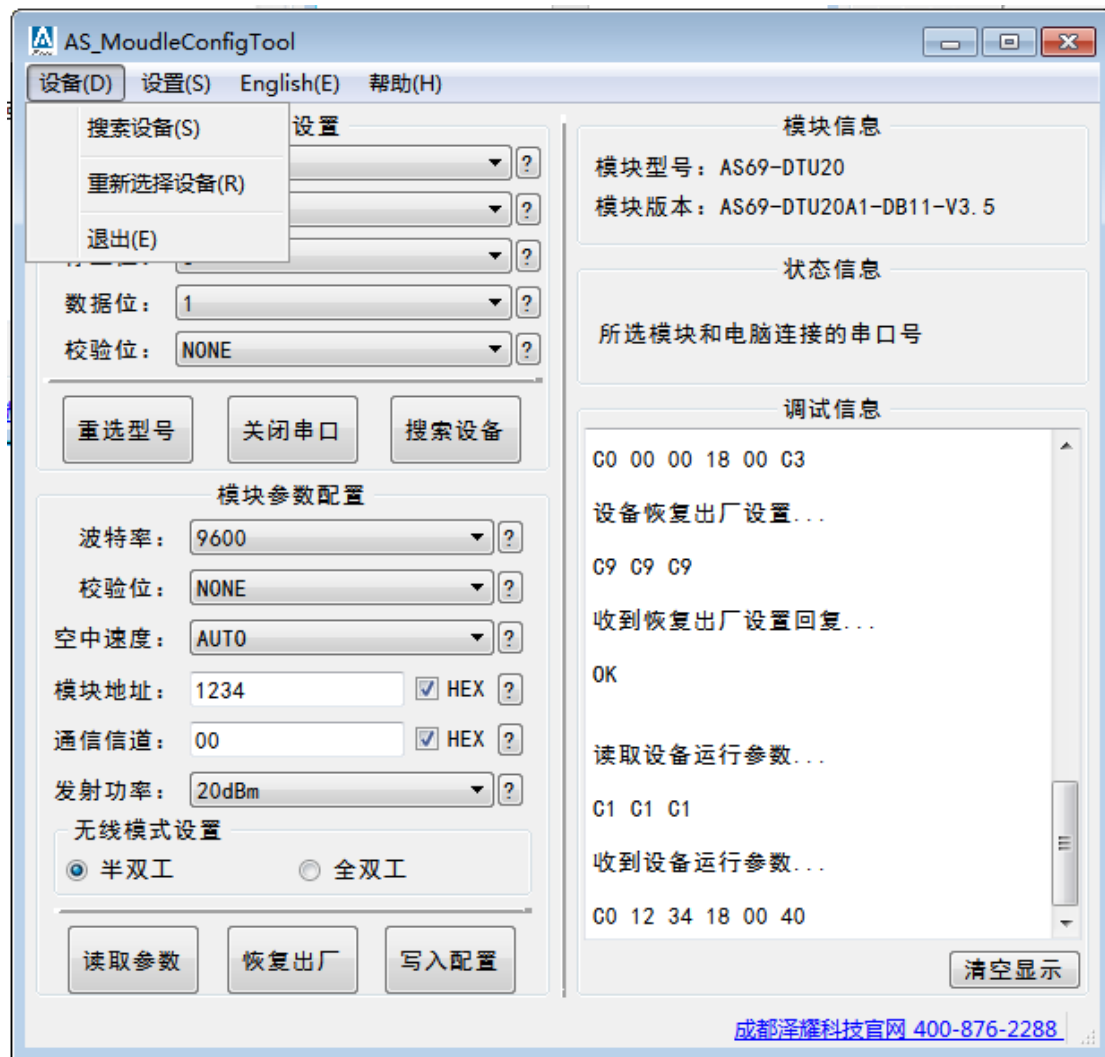 AS_MoudleConfigTool
设备(D) 设置(S) English(E) 帮助(H)
搜素设备(S)
重新选择设备(R)
退出(E)
设置
?
?
?
数据位： 1 ?
校验位： NONE ?
重选型号 关闭串口 搜索设备
模块参数配置
波特率： 9600 ?
校验位： NONE ?
空中速度： AUTO ?
模块地址： 1234 HEX ?
通信信道： 00 HEX ?
发射功率： 20dBm ?
无线模式设置
半双工 全双工
读取参数 恢复出厂 写入配置
模块信息
模块型号：AS69-DTU20
模块版本：AS69-DTU20A1-DB11-V3.5
状态信息
所选模块和电脑连接的串口号
调试信息
C0 00 00 18 00 C3
设备恢复出厂设置...
C9 C9 C9
收到恢复出厂设置回复...
OK
读取设备运行参数...
C1 C1 C1
收到设备运行参数...
C0 12 34 18 00 40
清空显示
成都泽耀科技官网 400-876-2288